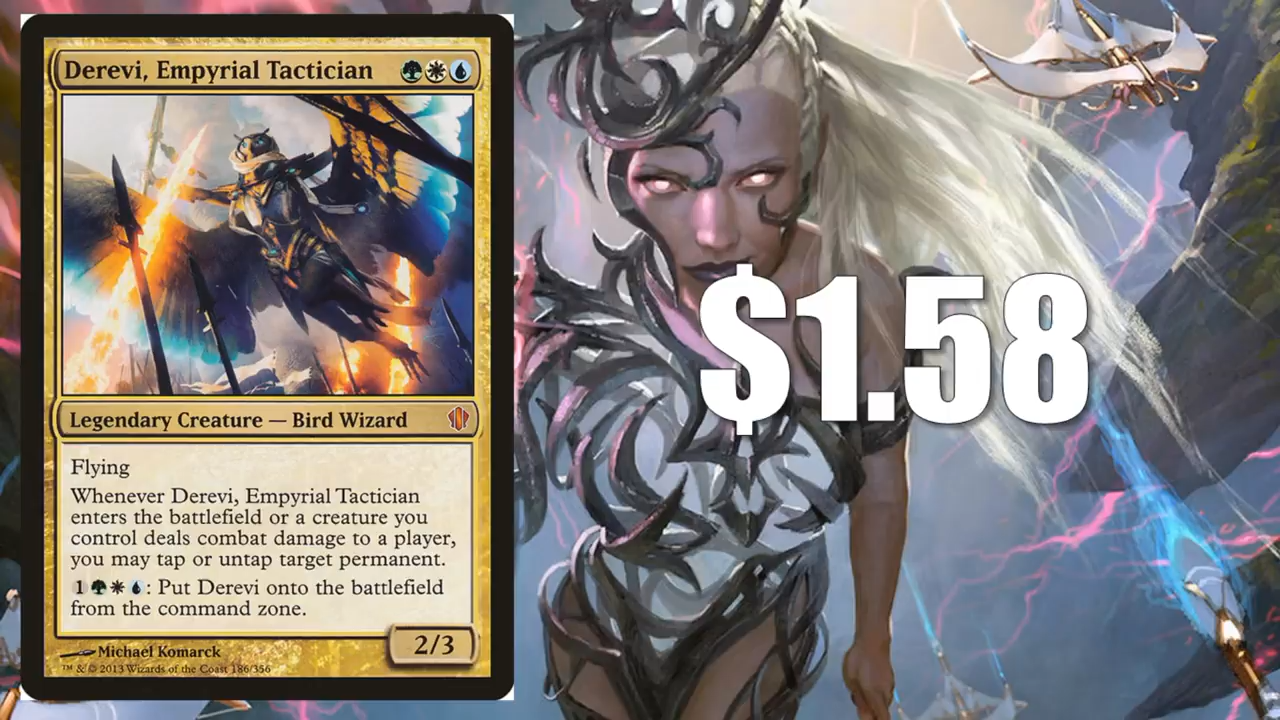 Derevi, Empyrial Tactician
Legendary Creature — Bird Wizard
Flying
Whenever Derevi, Empyrial Tactician
enters the battlefield or a creature you
control deals combat damage to a player,
you may tap or untap target permanent.
1 : Put Derevi onto the battlefield
from the command zone.
2/3
Michael Komarck
™ & © 2013 Wizards of the Coast 186/356
$1.58